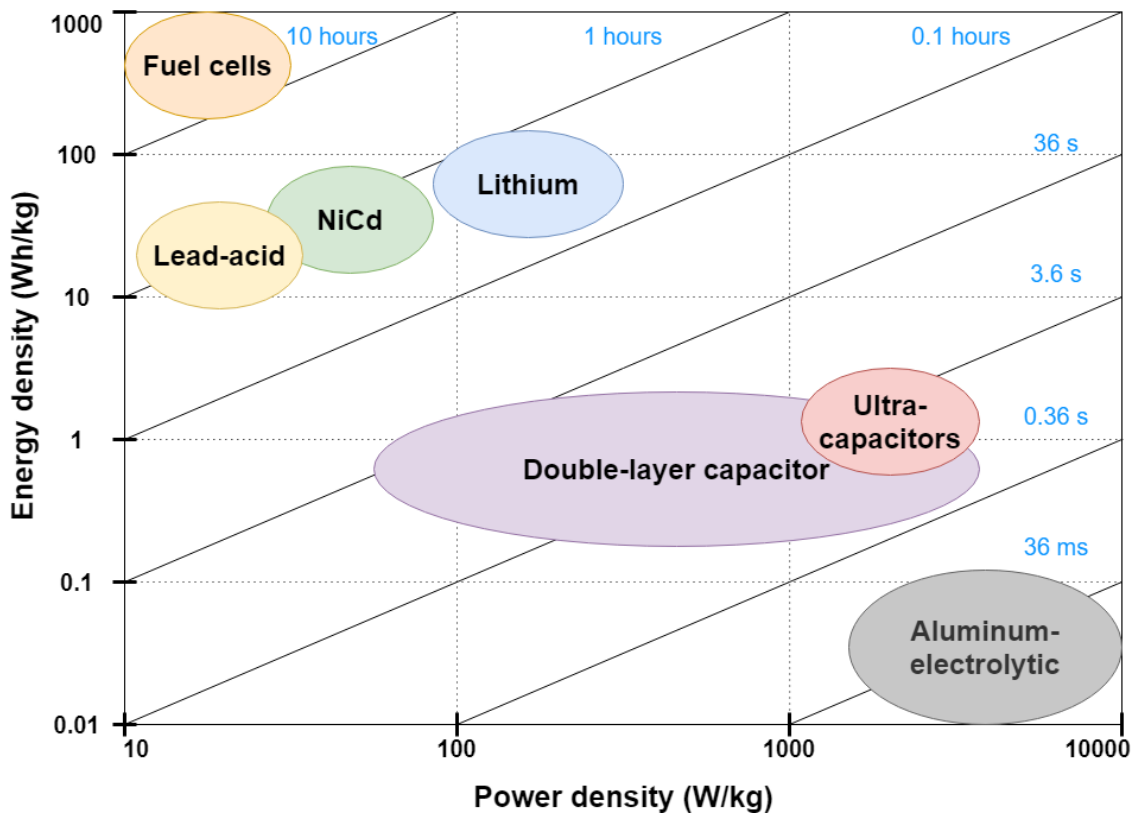 1000
10 hours
1 hours
0.1 hours
Fuel cells
100
36 s
Lithium
NiCd
Lead-acid
3.6 s
10
Ultra-
capacitors
0.36 s
1
Double-layer capacitor
36 ms
0.1
Aluminum-
electrolytic
0.01
10
100
1000
10000
Energy density (Wh/kg)
Power density (W/kg)